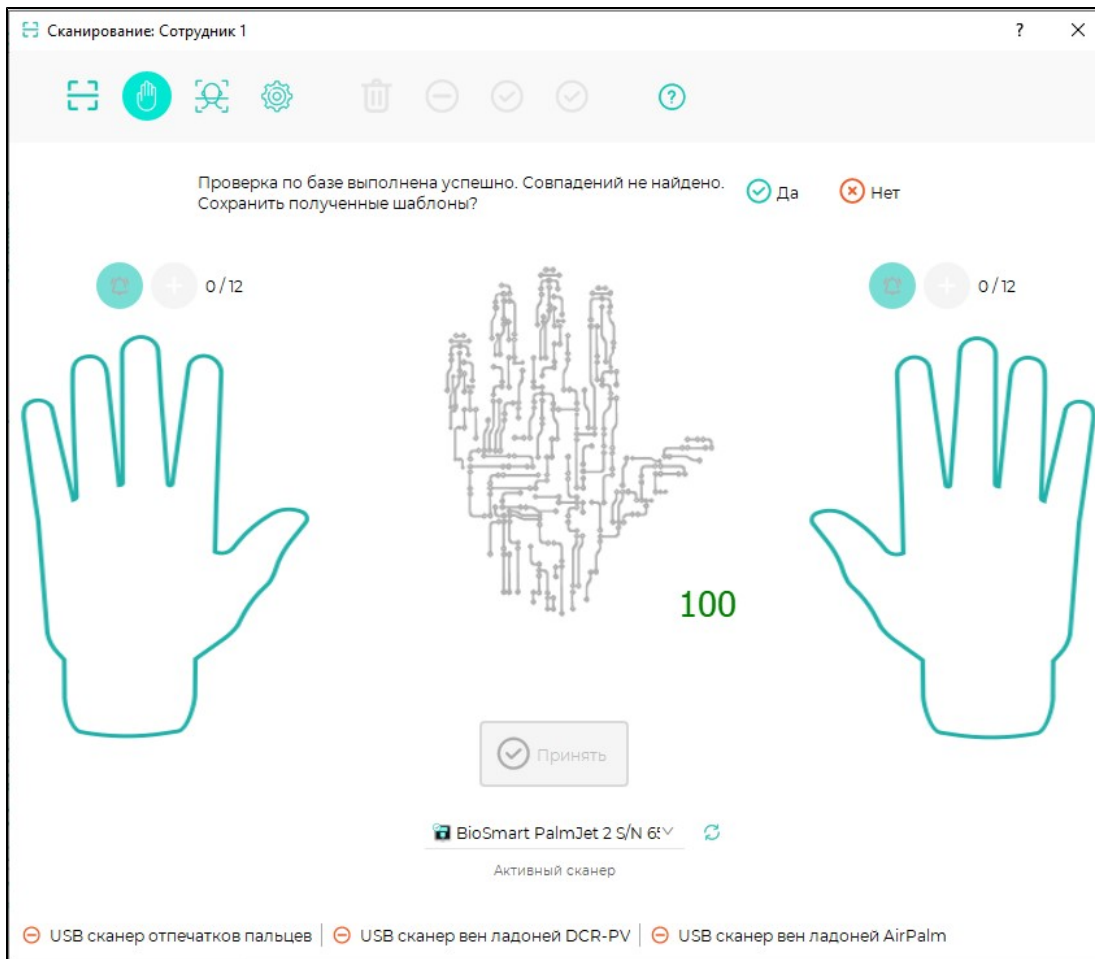 Сканирование: Сотрудник 1
Проверка по базе выполнена успешно. Совпадений не найдено.
Сохранить полученные шаблоны?
Да
Нет
0 / 12
0 / 12
100
Принять
BioSmart PalmJet 2 S/N
Активный сканер
USB сканер отпечатков пальцев
USB сканер вен ладоней DCR-PV
USB сканер вен ладоней AirPalm